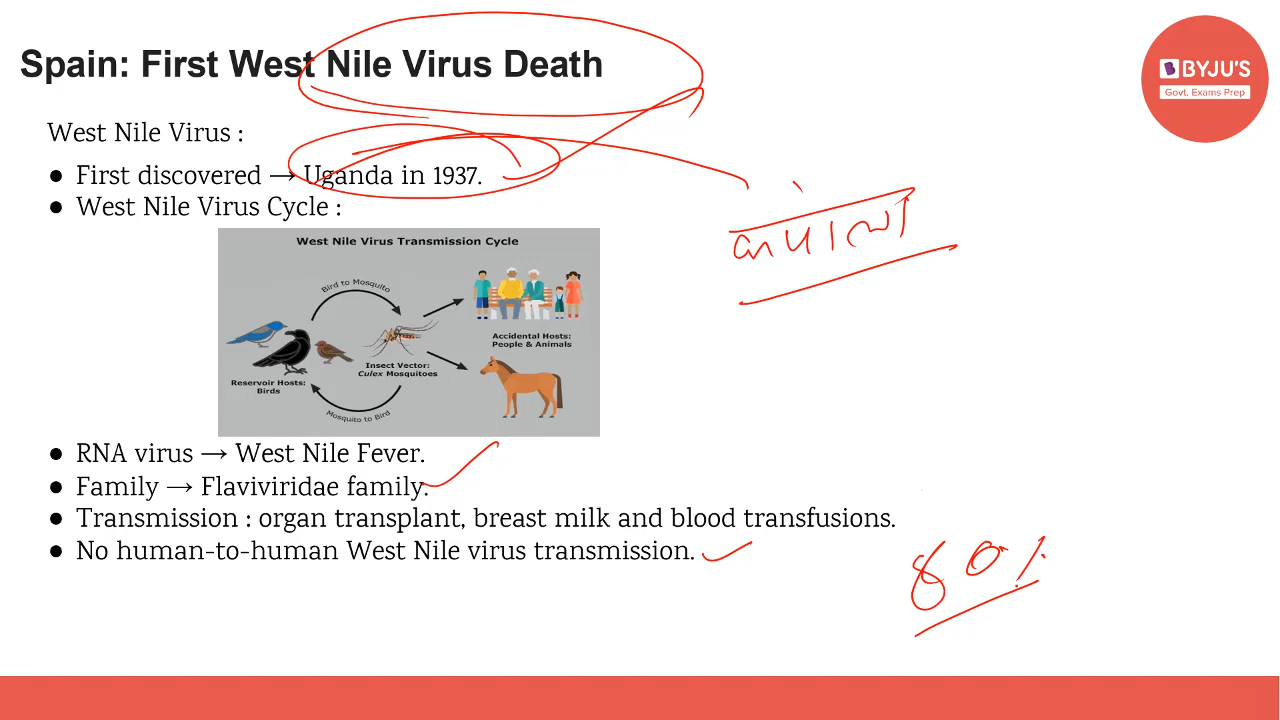 Spain: First West Nile Virus Death
BYJU'S
Govt. Exams Prep
West Nile Virus :
● First discovered → Uganda in 1937.
● West Nile Virus Cycle :
West Nile Virus Transmission Cycle
Bird to Mosquito
Accidental Hosts:
People & Animals
Insect Vector:
Culex Mosquitoes
Reservoir Hosts:
Birds
Mosquito to Bird
● RNA virus → West Nile Fever.
● Family → Flaviviridae family.
● Transmission : organ transplant, breast milk and blood transfusions.
● No human-to-human West Nile virus transmission.
80%